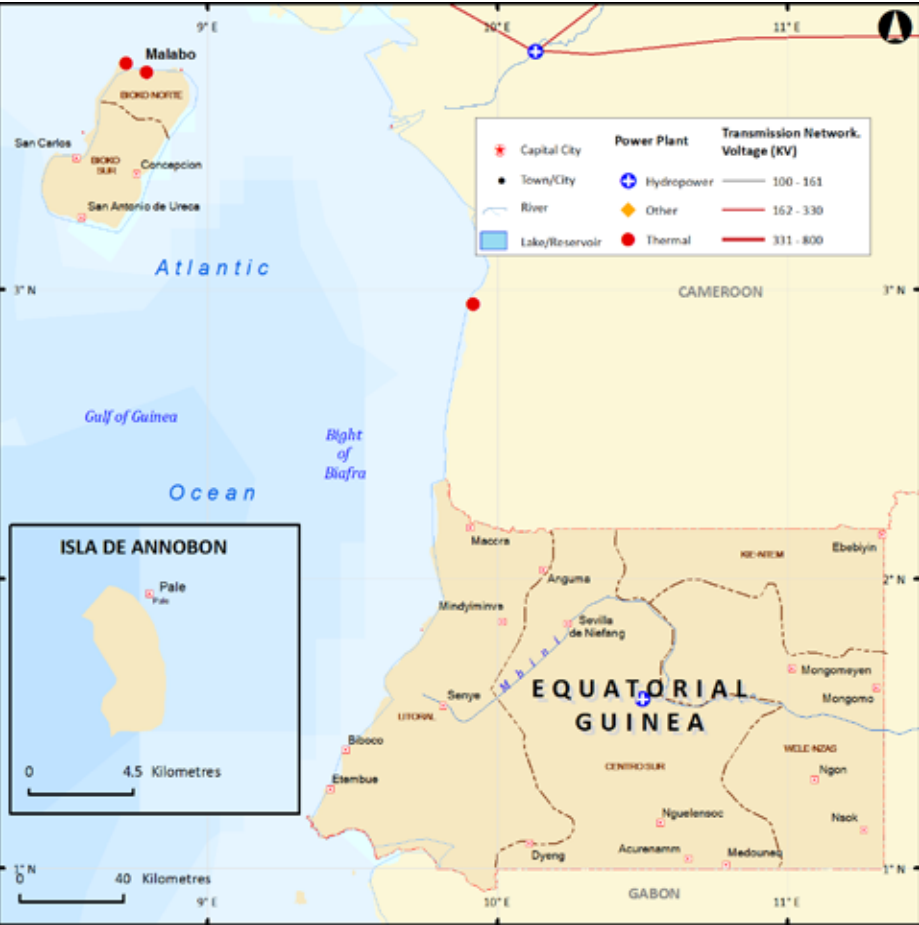 9° E
10° E
11° E
Malabo
BIOKO NORTE
San Carlos
BIOKO
SUR
Concepcion
San Antonio de Ureca
Capital City
Town/City
River
Lake/Reservoir
Power Plant
Hydropower
Other
Thermal
Transmission Network.
Voltage (KV)
100 - 161
162 - 330
331 - 800
Atlantic
3° N
CAMEROON
3° N
Gulf of Guinea
Bight
of
Biafra
Ocean
ISLA DE ANNOBON
Pale
Pale
0 4.5 Kilometres
Macora
KIE-NTEM
Ebebiyin
Anguma
2° N
Mindyiminva
Sevilla
de Niefang
Mbini
Mongomeyen
Mongomo
EQUATORIAL
GUINEA
Senye
LITORAL
Biboco
WELE-NZAS
CENTRO SUR
Ngon
Etembue
Nguelensoc
Nsok
Dyeng
Acurenamm
Medouneq
1° N
1° N
0 40 Kilometres
GABON
9° E
10° E
11° E